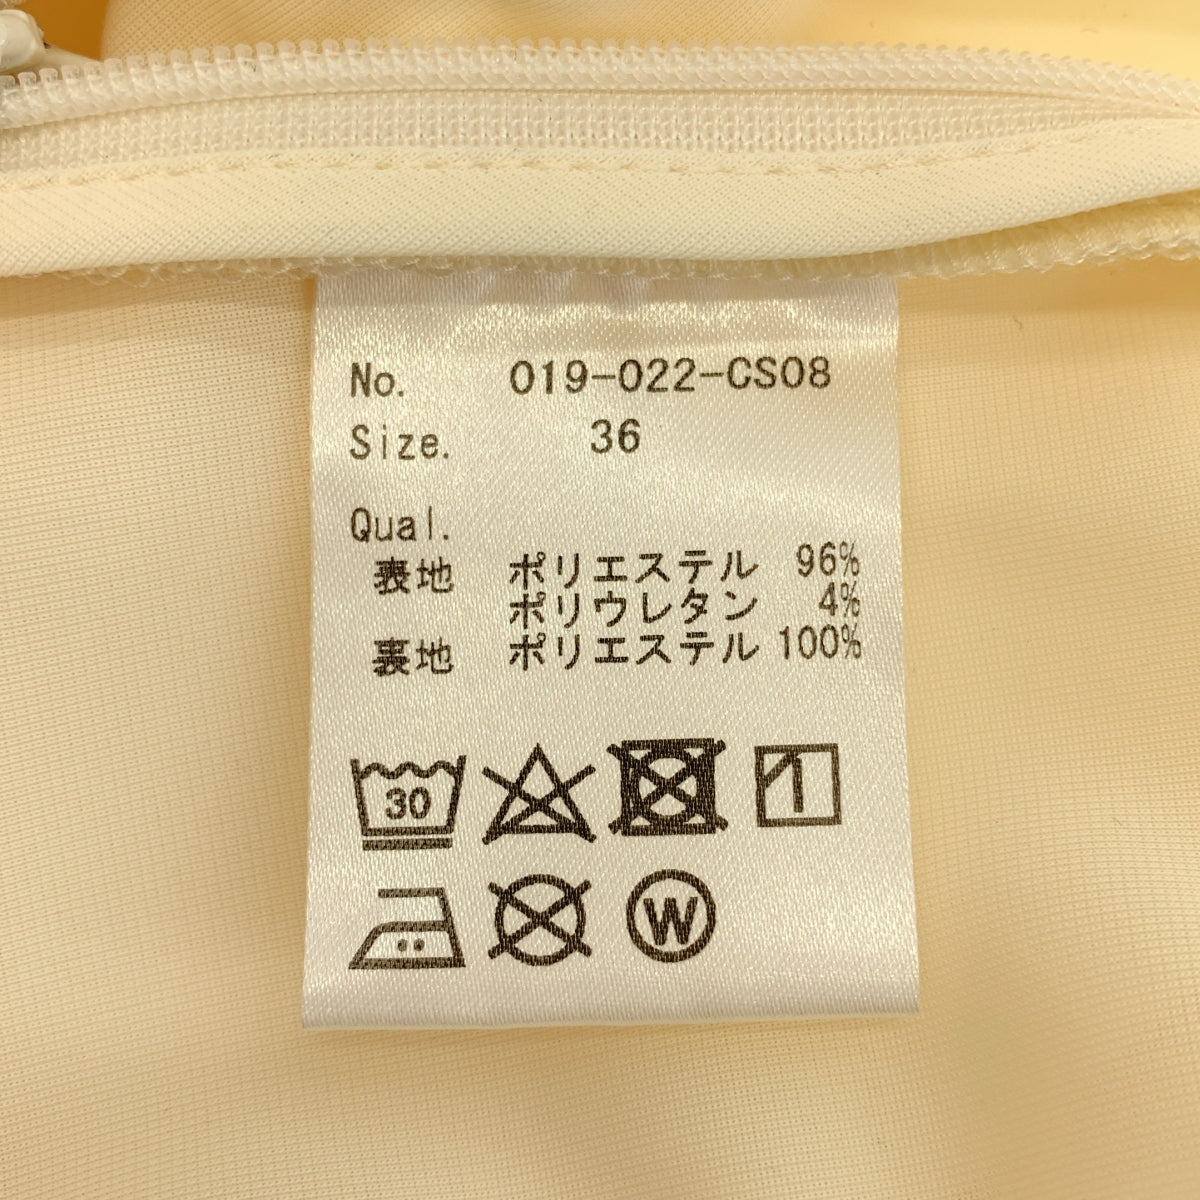 No. 019-022-CS08
Size. 36
Qual.
表地 ポリエステル 96%
ポリウレタン 4%
裏地 ポリエステル 100%
30
W